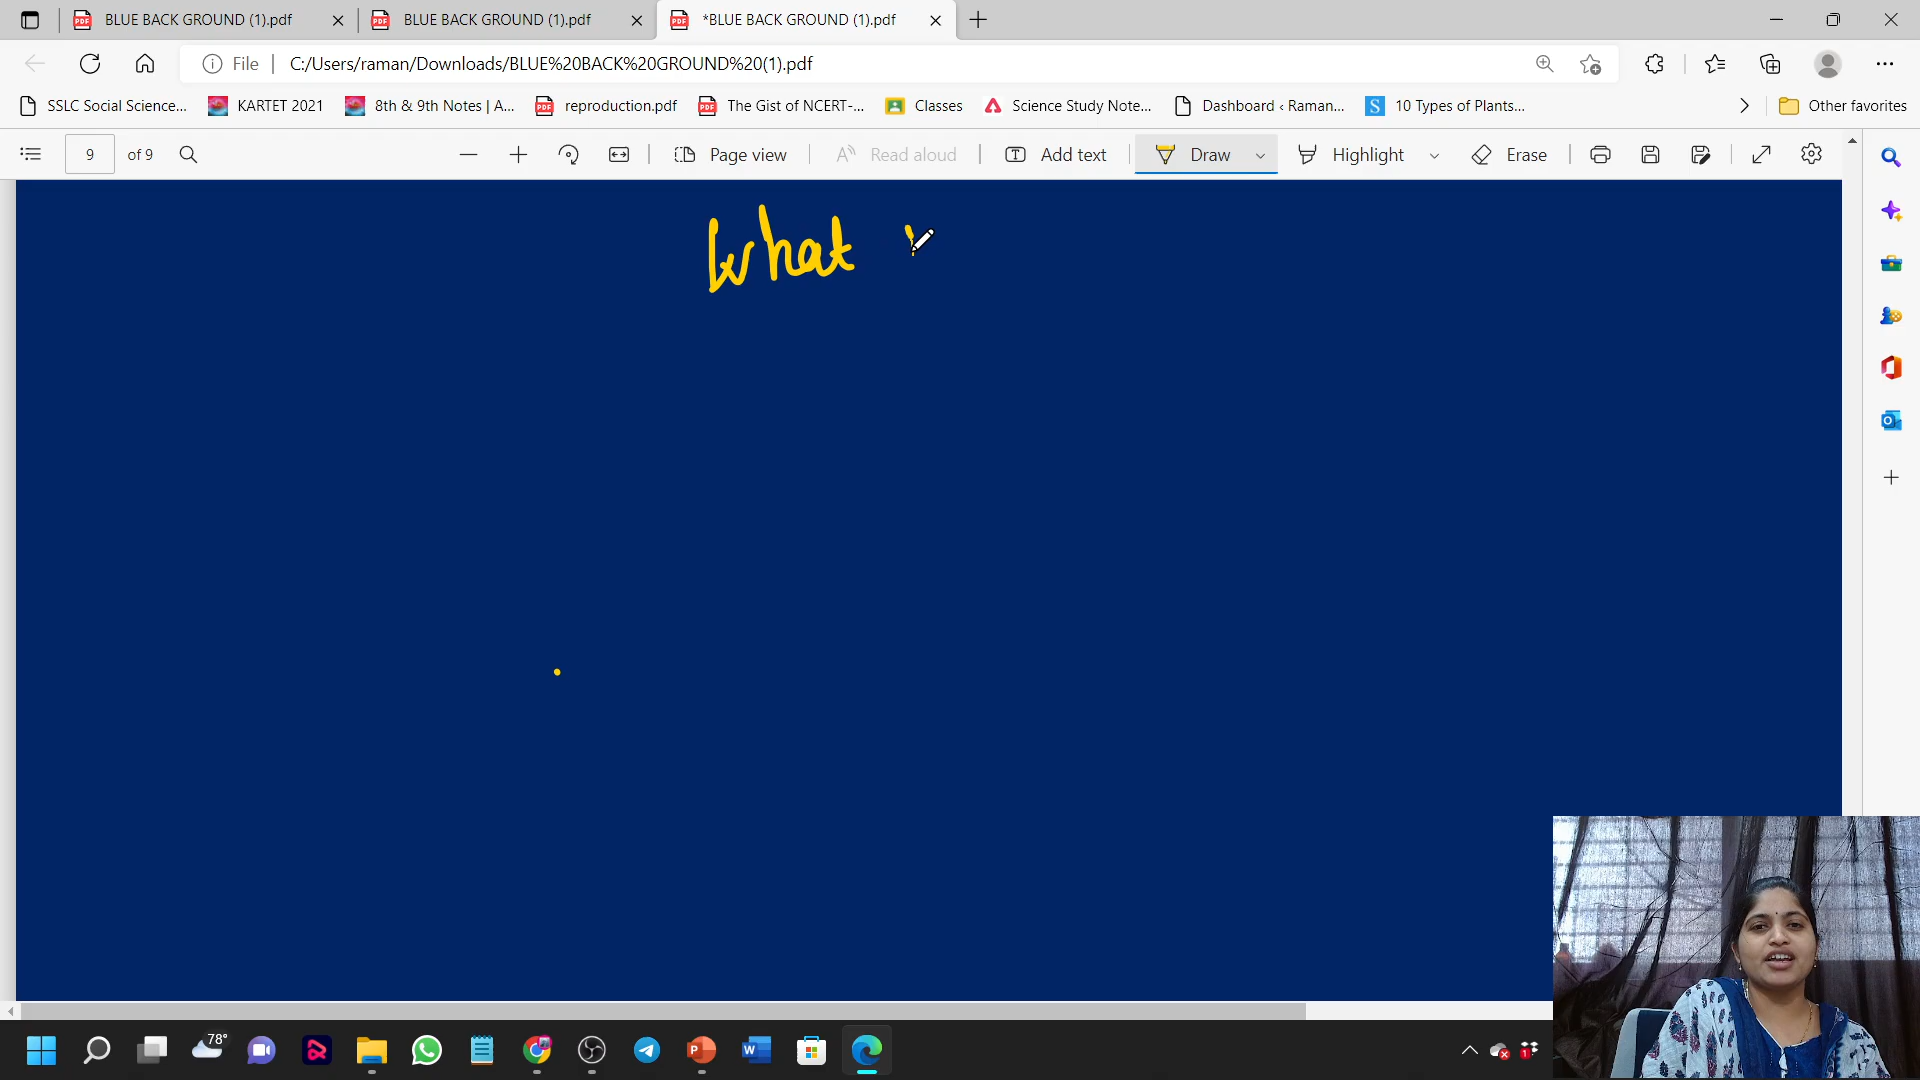 BLUE BACK GROUND (1).pdf
BLUE BACK GROUND (1).pdf
*BLUE BACK GROUND (1).pdf
File
C:/Users/raman/Downloads/BLUE%20BACK%20GROUND%20(1).pdf
SSLC Social Science...
KARTET 2021
8th & 9th Notes | A...
reproduction.pdf
The Gist of NCERT-...
Classes
Science Study Note...
Dashboard ‹ Raman...
10 Types of Plants...
Other favorites
9
of 9
Page view
Read aloud
Add text
Draw
Highlight
Erase
What
78°